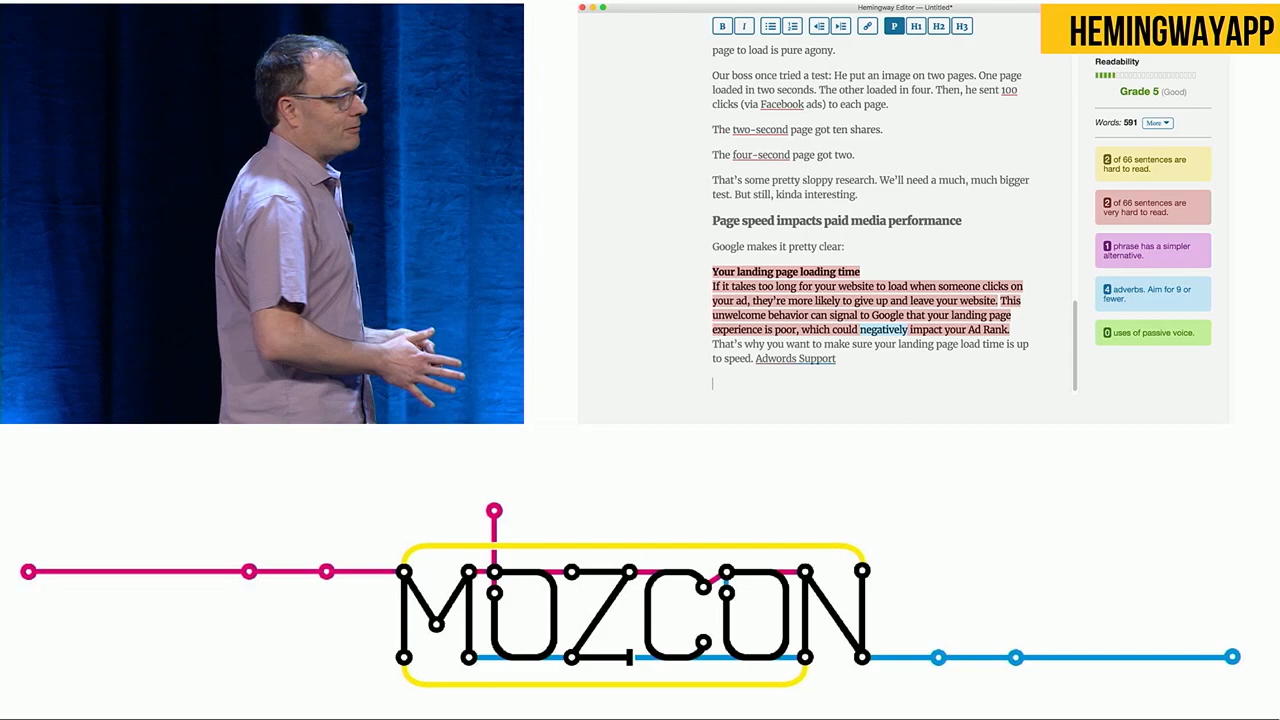 Hemingway Editor — Untitled*
HEMINGWAYAPP
B I P H1 H2 H3
page to load is pure agony.
Our boss once tried a test: He put an image on two pages. One page
loaded in two seconds. The other loaded in four. Then, he sent 100
clicks (via Facebook ads) to each page.
The two-second page got ten shares.
The four-second page got two.
That's some pretty sloppy research. We'll need a much, much bigger
test. But still, kinda interesting.
Page speed impacts paid media performance
Google makes it pretty clear:
Your landing page loading time
If it takes too long for your website to load when someone clicks on
your ad, they're more likely to give up and leave your website. This
unwelcome behavior can signal to Google that your landing page
experience is poor, which could negatively impact your Ad Rank.
That's why you want to make sure your landing page load time is up
to speed. Adwords Support
Readability
Grade 5 (Good)
Words: 591 More
2 of 66 sentences are
hard to read.
2 of 66 sentences are
very hard to read.
1 phrase has a simpler
alternative.
4 adverbs. Aim for 9 or
fewer.
0 uses of passive voice.
MOZCON